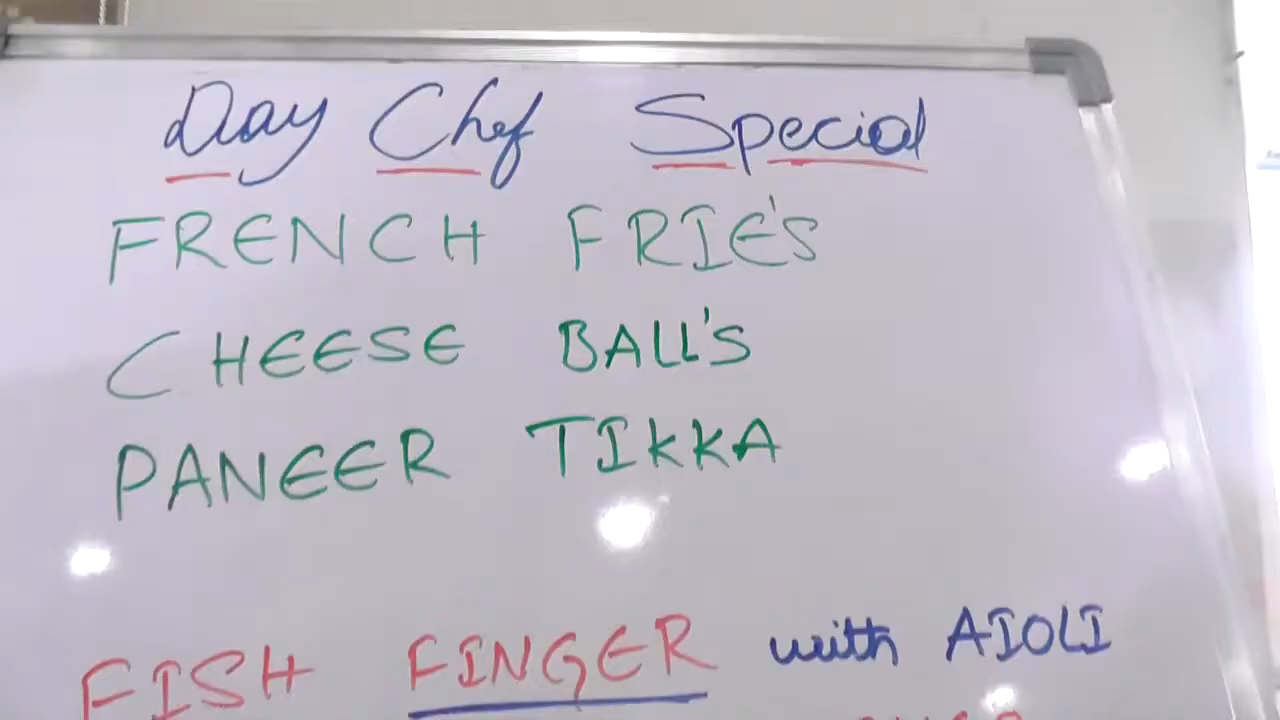 Day Chef Special
FRENCH FRIE'S
CHEESE BALL'S
PANEER TIKKA
FISH FINGER with AIOLI